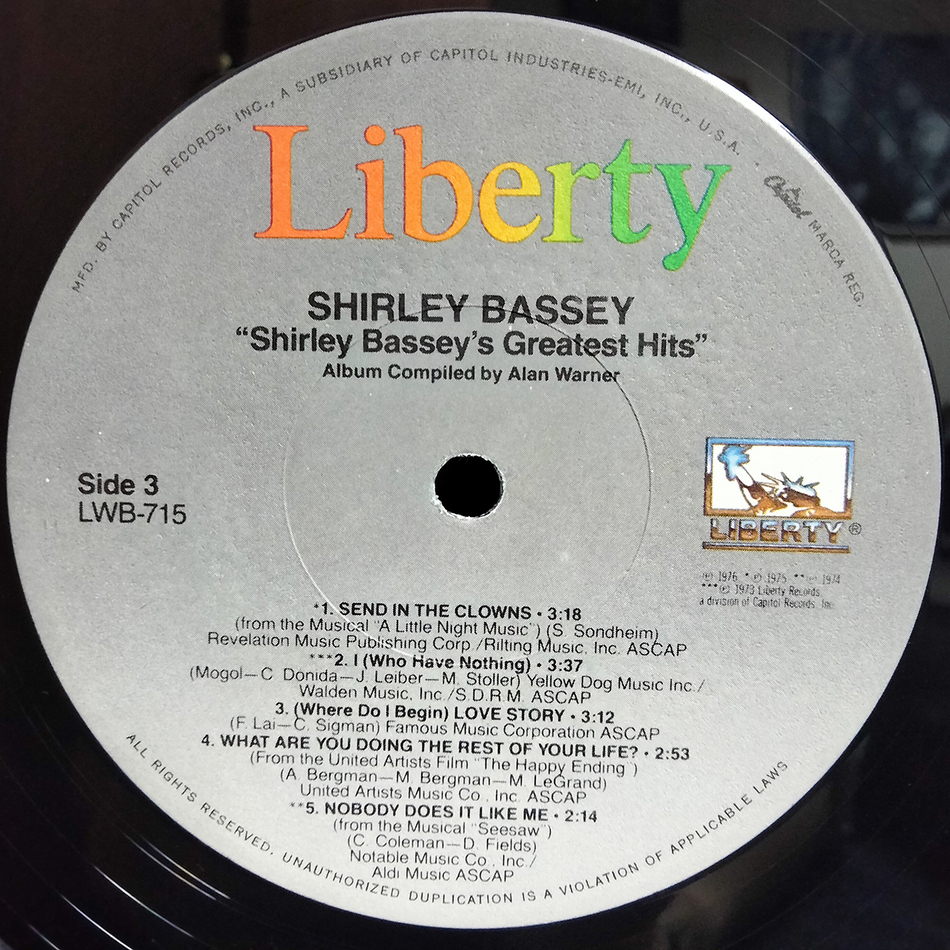 MFD. BY CAPITOL RECORDS, INC., A SUBSIDIARY OF CAPITOL INDUSTRIES-EMI, INC., U.S.A. · Capitol MARCA REG.
Liberty
SHIRLEY BASSEY
“Shirley Bassey’s Greatest Hits”
Album Compiled by Alan Warner
Side 3
LWB-715
LIBERTY®
℗ 1976 * ℗ 1975 ** ℗ 1974
*** ℗ 1973 Liberty Records,
a division of Capitol Records, Inc.
*1. SEND IN THE CLOWNS · 3:18
(from the Musical "A Little Night Music") (S. Sondheim)
Revelation Music Publishing Corp./Rilting Music, Inc. ASCAP
***2. I (Who Have Nothing) · 3:37
(Mogol—C. Donida—J. Leiber—M. Stoller) Yellow Dog Music Inc./
Walden Music, Inc./S.D.R.M. ASCAP
3. (Where Do I Begin) LOVE STORY · 3:12
(F. Lai—C. Sigman) Famous Music Corporation ASCAP
4. WHAT ARE YOU DOING THE REST OF YOUR LIFE? · 2:53
(From the United Artists Film "The Happy Ending")
(A. Bergman—M. Bergman—M. LeGrand)
United Artists Music Co., Inc. ASCAP
**5. NOBODY DOES IT LIKE ME · 2:14
(from the Musical "Seesaw")
(C. Coleman—D. Fields)
Notable Music Co., Inc./
Aldi Music ASCAP
ALL RIGHTS RESERVED. UNAUTHORIZED DUPLICATION IS A VIOLATION OF APPLICABLE LAWS